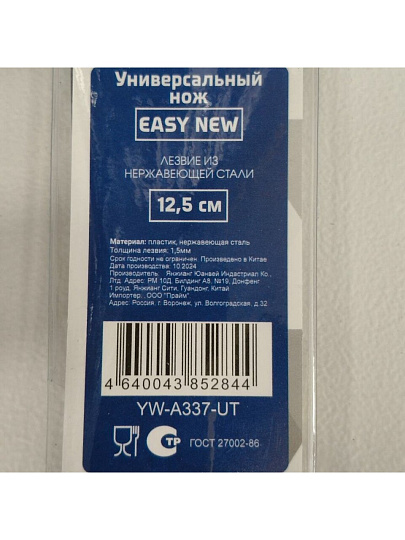 Универсальный
нож
EASY NEW
ЛЕЗВИЕ ИЗ
НЕРЖАВЕЮЩЕЙ СТАЛИ
12,5 см
Материал: пластик, нержавеющая сталь
Толщина лезвия: 1,5мм
Срок годности не ограничен Произведено в Китае
Дата производства: 10.2024
Производитель: Янжианг Юанвей Индастриал Ко.,
Лтд. Адрес: РМ 10Д, Билдинг А8, №19, Донфенг
1 роуд, Янжианг Сити, Гуандонг, Китай
Импортер: , ООО "Прайм".
Адрес: Россия, г. Воронеж, ул. Волгоградская, д.32
4 640043 852844
YW-A337-UT
СТР ГОСТ 27002-86